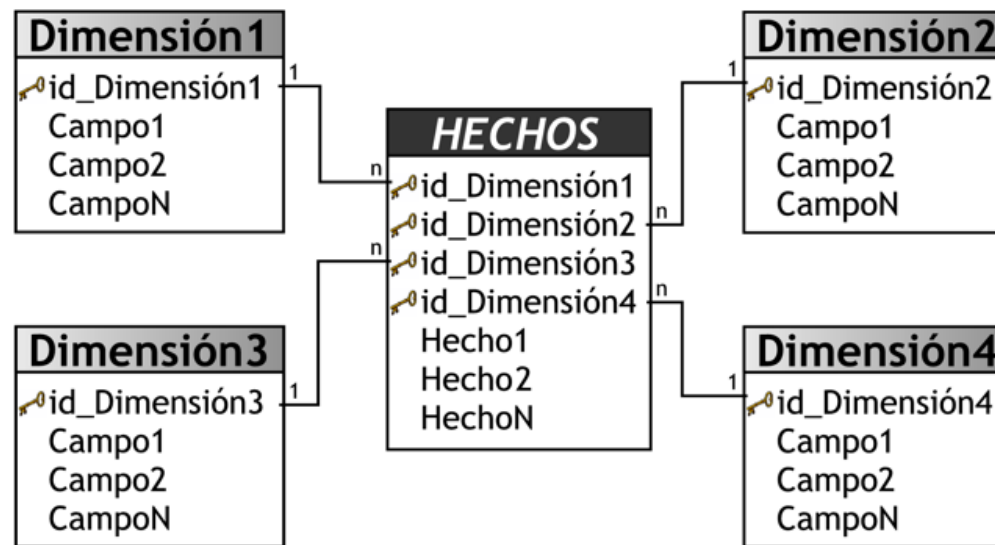 Dimensión1
id_Dimensión1
Campo1
Campo2
CampoN
1
n
HECHOS
id_Dimensión1
id_Dimensión2
id_Dimensión3
id_Dimensión4
Hecho1
Hecho2
HechoN
n
n
n
1
Dimensión2
id_Dimensión2
Campo1
Campo2
CampoN
Dimensión3
id_Dimensión3
Campo1
Campo2
CampoN
1
1
Dimensión4
id_Dimensión4
Campo1
Campo2
CampoN